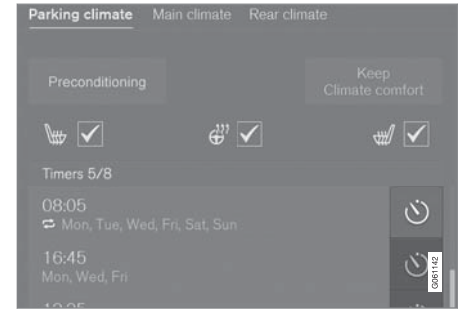 Parking climate Main climate Rear climate
Preconditioning
Keep
Climate comfort
Timers 5/8
08:05
Mon, Tue, Wed, Fri, Sat, Sun
16:45
Mon, Wed, Fri
G061142